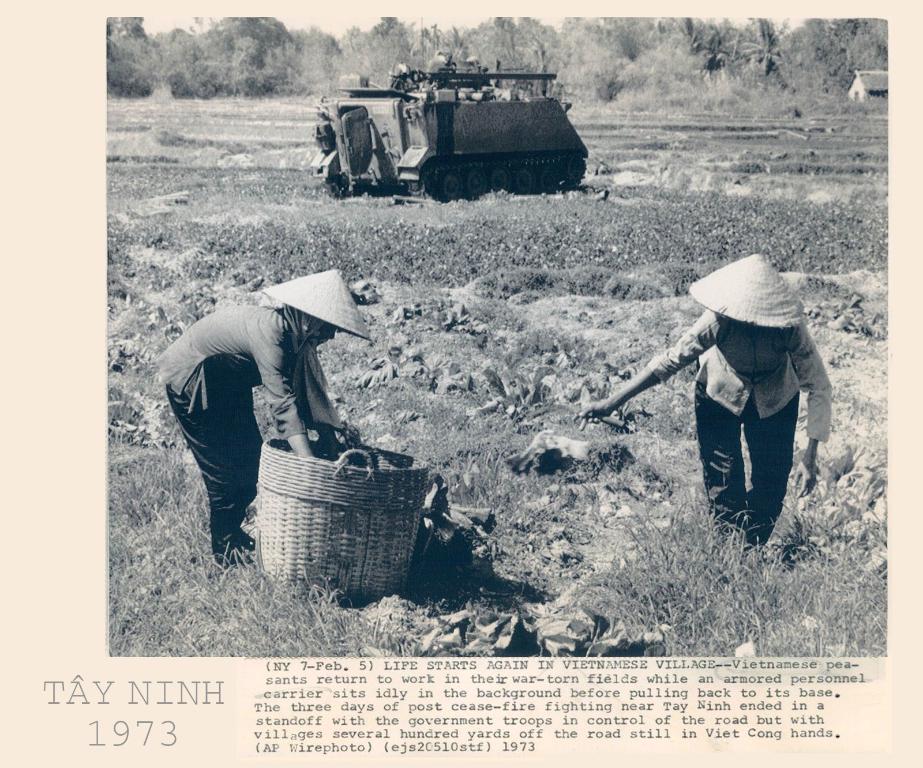 (NY 7-Feb. 5) LIFE STARTS AGAIN IN VIETNAMESE VILLAGE--Vietnamese pea-
sants return to work in their war-torn fields while an armored personnel
carrier sits idly in the background before pulling back to its base.
The three days of post cease-fire fighting near Tay Ninh ended in a
standoff with the government troops in control of the road but with
villages several hundred yards off the road still in Viet Cong hands.
(AP Wirephoto) (ejs20510stf) 1973
TÂY NINH
1973